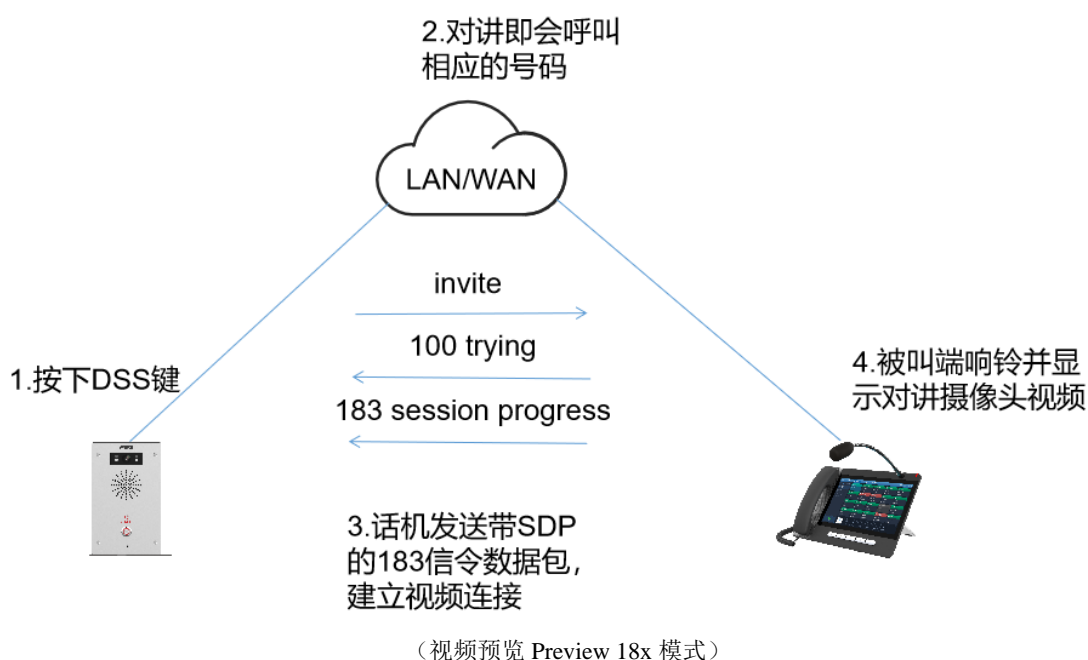 2.对讲即会呼叫
相应的号码
LAN/WAN
invite
100 trying
183 session progress
1.按下DSS键
4.被叫端响铃并显
示对讲摄像头视频
3.话机发送带SDP
的183信令数据包，
建立视频连接
（视频预览 Preview 18x 模式）